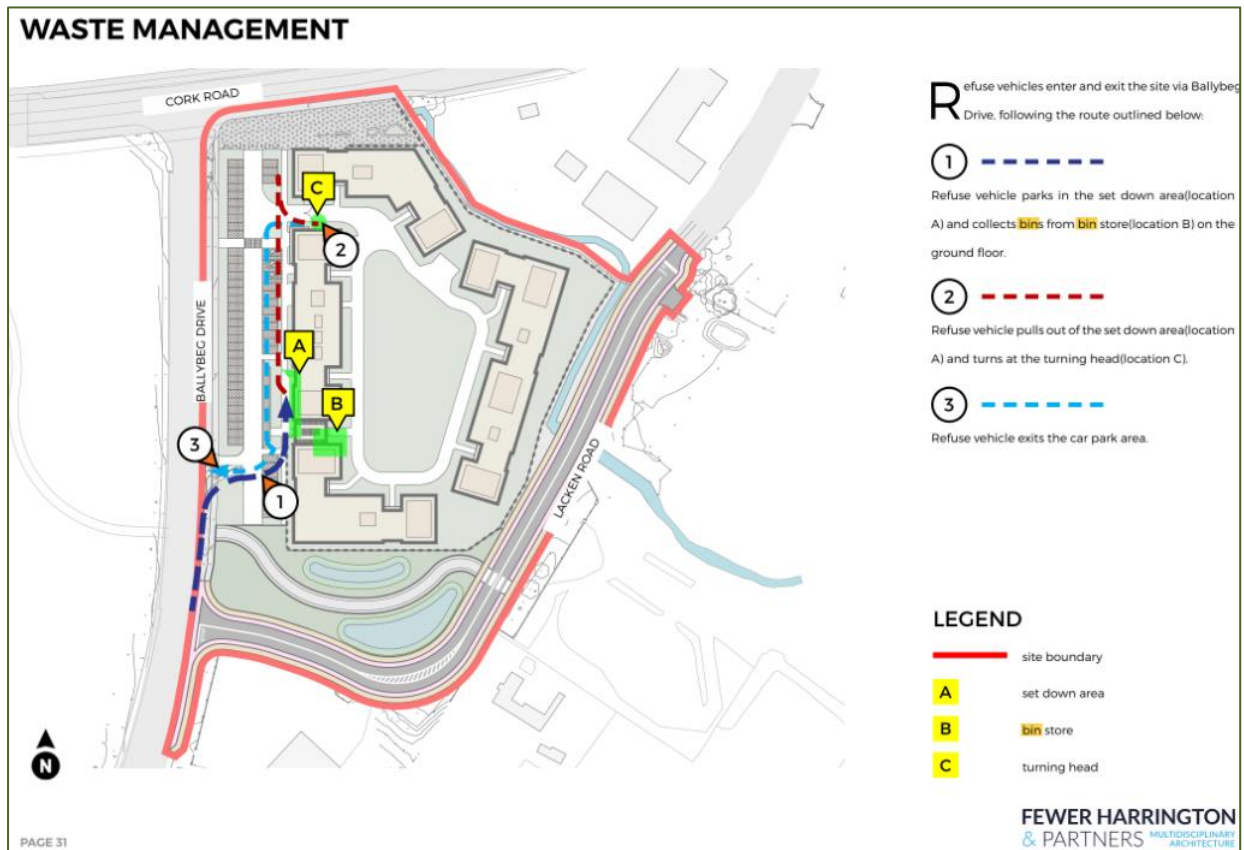 WASTE MANAGEMENT
CORK ROAD
BALLYBEG DRIVE
LACKEN ROAD
C
2
A
B
3
1
N
Refuse vehicles enter and exit the site via Ballybeg
Drive, following the route outlined below:
1
Refuse vehicle parks in the set down area(location
A) and collects bins from bin store(location B) on the
ground floor.
2
Refuse vehicle pulls out of the set down area(location
A) and turns at the turning head(location C).
3
Refuse vehicle exits the car park area.
LEGEND
site boundary
A set down area
B bin store
C turning head
PAGE 31
FEWER HARRINGTON
& PARTNERS MULTIDISCIPLINARY
ARCHITECTURE